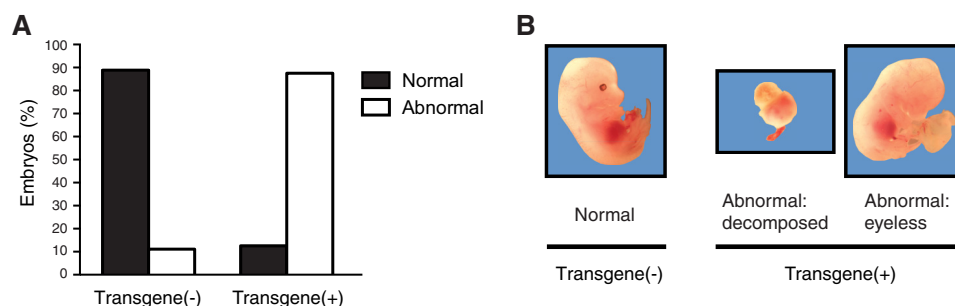 A
Embryos (%)
100
90
80
70
60
50
40
30
20
10
0
Transgene(-)
Transgene(+)
Normal
Abnormal
B
Normal
Abnormal:
decomposed
Abnormal:
eyeless
Transgene(-)
Transgene(+)